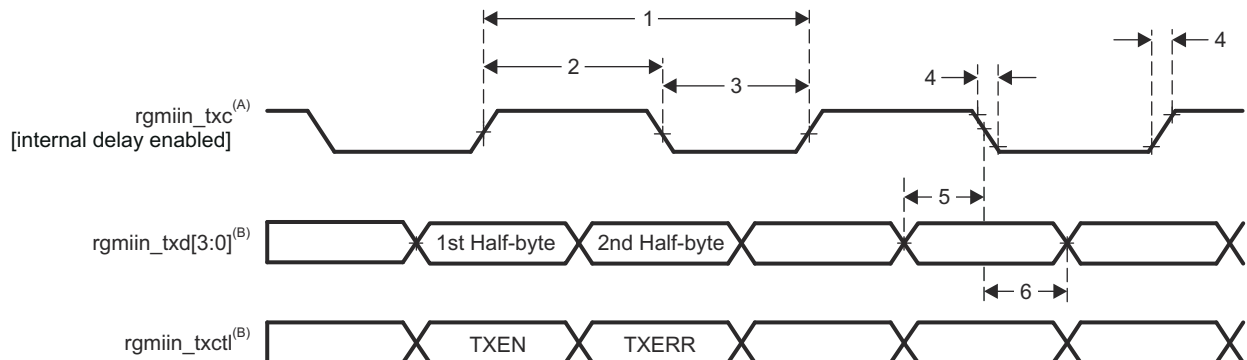 1
4
2
4
3
rgmiin_txc(A)
[internal delay enabled]
5
rgmiin_txd[3:0](B)
1st Half-byte
2nd Half-byte
6
rgmiin_txctl(B)
TXEN
TXERR